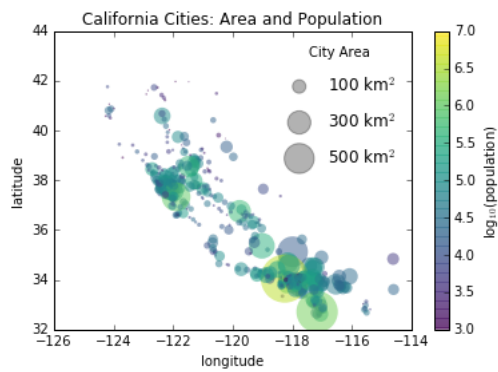 California Cities: Area and Population
44
42
40
38
36
34
32
latitude
−126
−124
−122
−120
−118
−116
−114
longitude
City Area
100 km²
300 km²
500 km²
7.0
6.5
6.0
5.5
5.0
4.5
4.0
3.5
3.0
log₁₀(population)